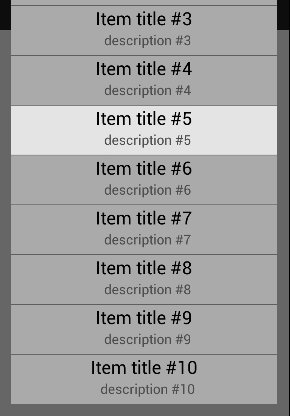 Item title #3
description #3
Item title #4
description #4
Item title #5
description #5
Item title #6
description #6
Item title #7
description #7
Item title #8
description #8
Item title #9
description #9
Item title #10
description #10